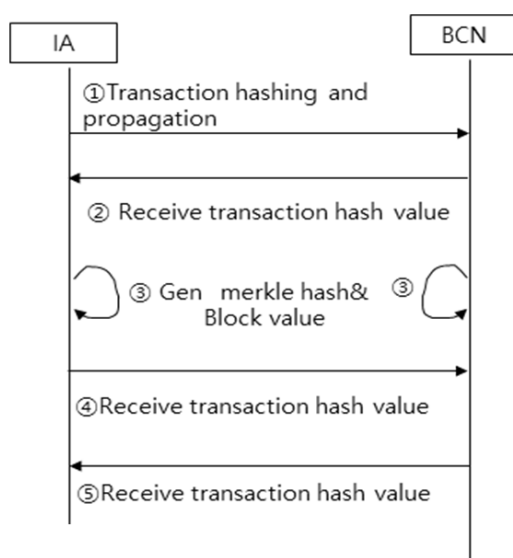 IA
BCN
①Transaction hashing and
propagation
② Receive transaction hash value
③ Gen merkle hash&
Block value
③
④Receive transaction hash value
⑤Receive transaction hash value